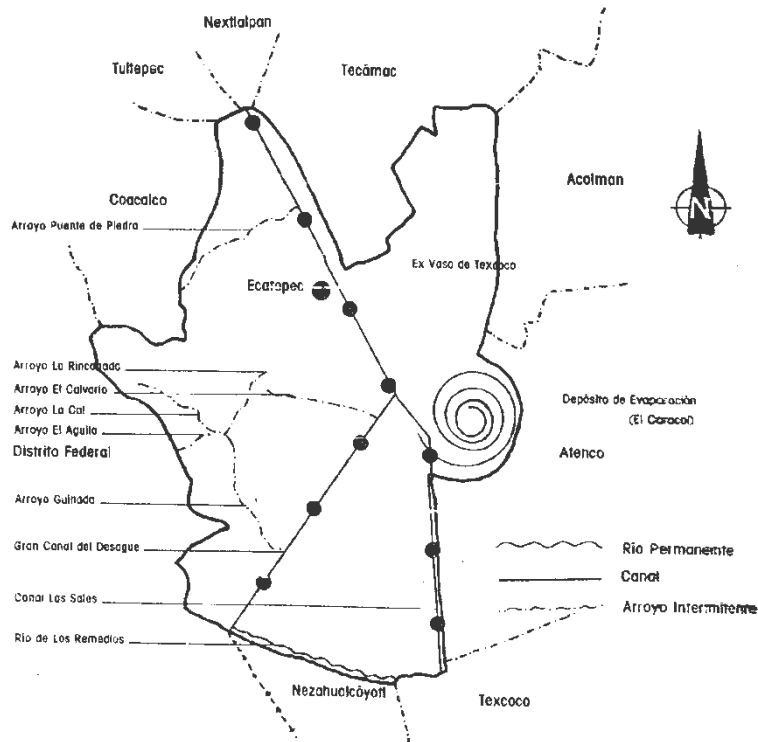 Nextlalpan
Tultepec
Tecámac
Coacalco
Acolman
N
Arroyo Puente de Piedra
Ex Vaso de Texcoco
Ecatepec
Arroyo La Rinconada
Arroyo El Calvario
Arroyo La Cal
Arroyo El Aguila
Distrito Federal
Depósito de Evaporación
(El Caracol)
Atenco
Arroyo Guinada
Gran Canal del Desague
Canal Las Sales
Río de Los Remedios
Río Permanente
Canal
Arroyo Intermitente
Nezahualcóyotl
Texcoco